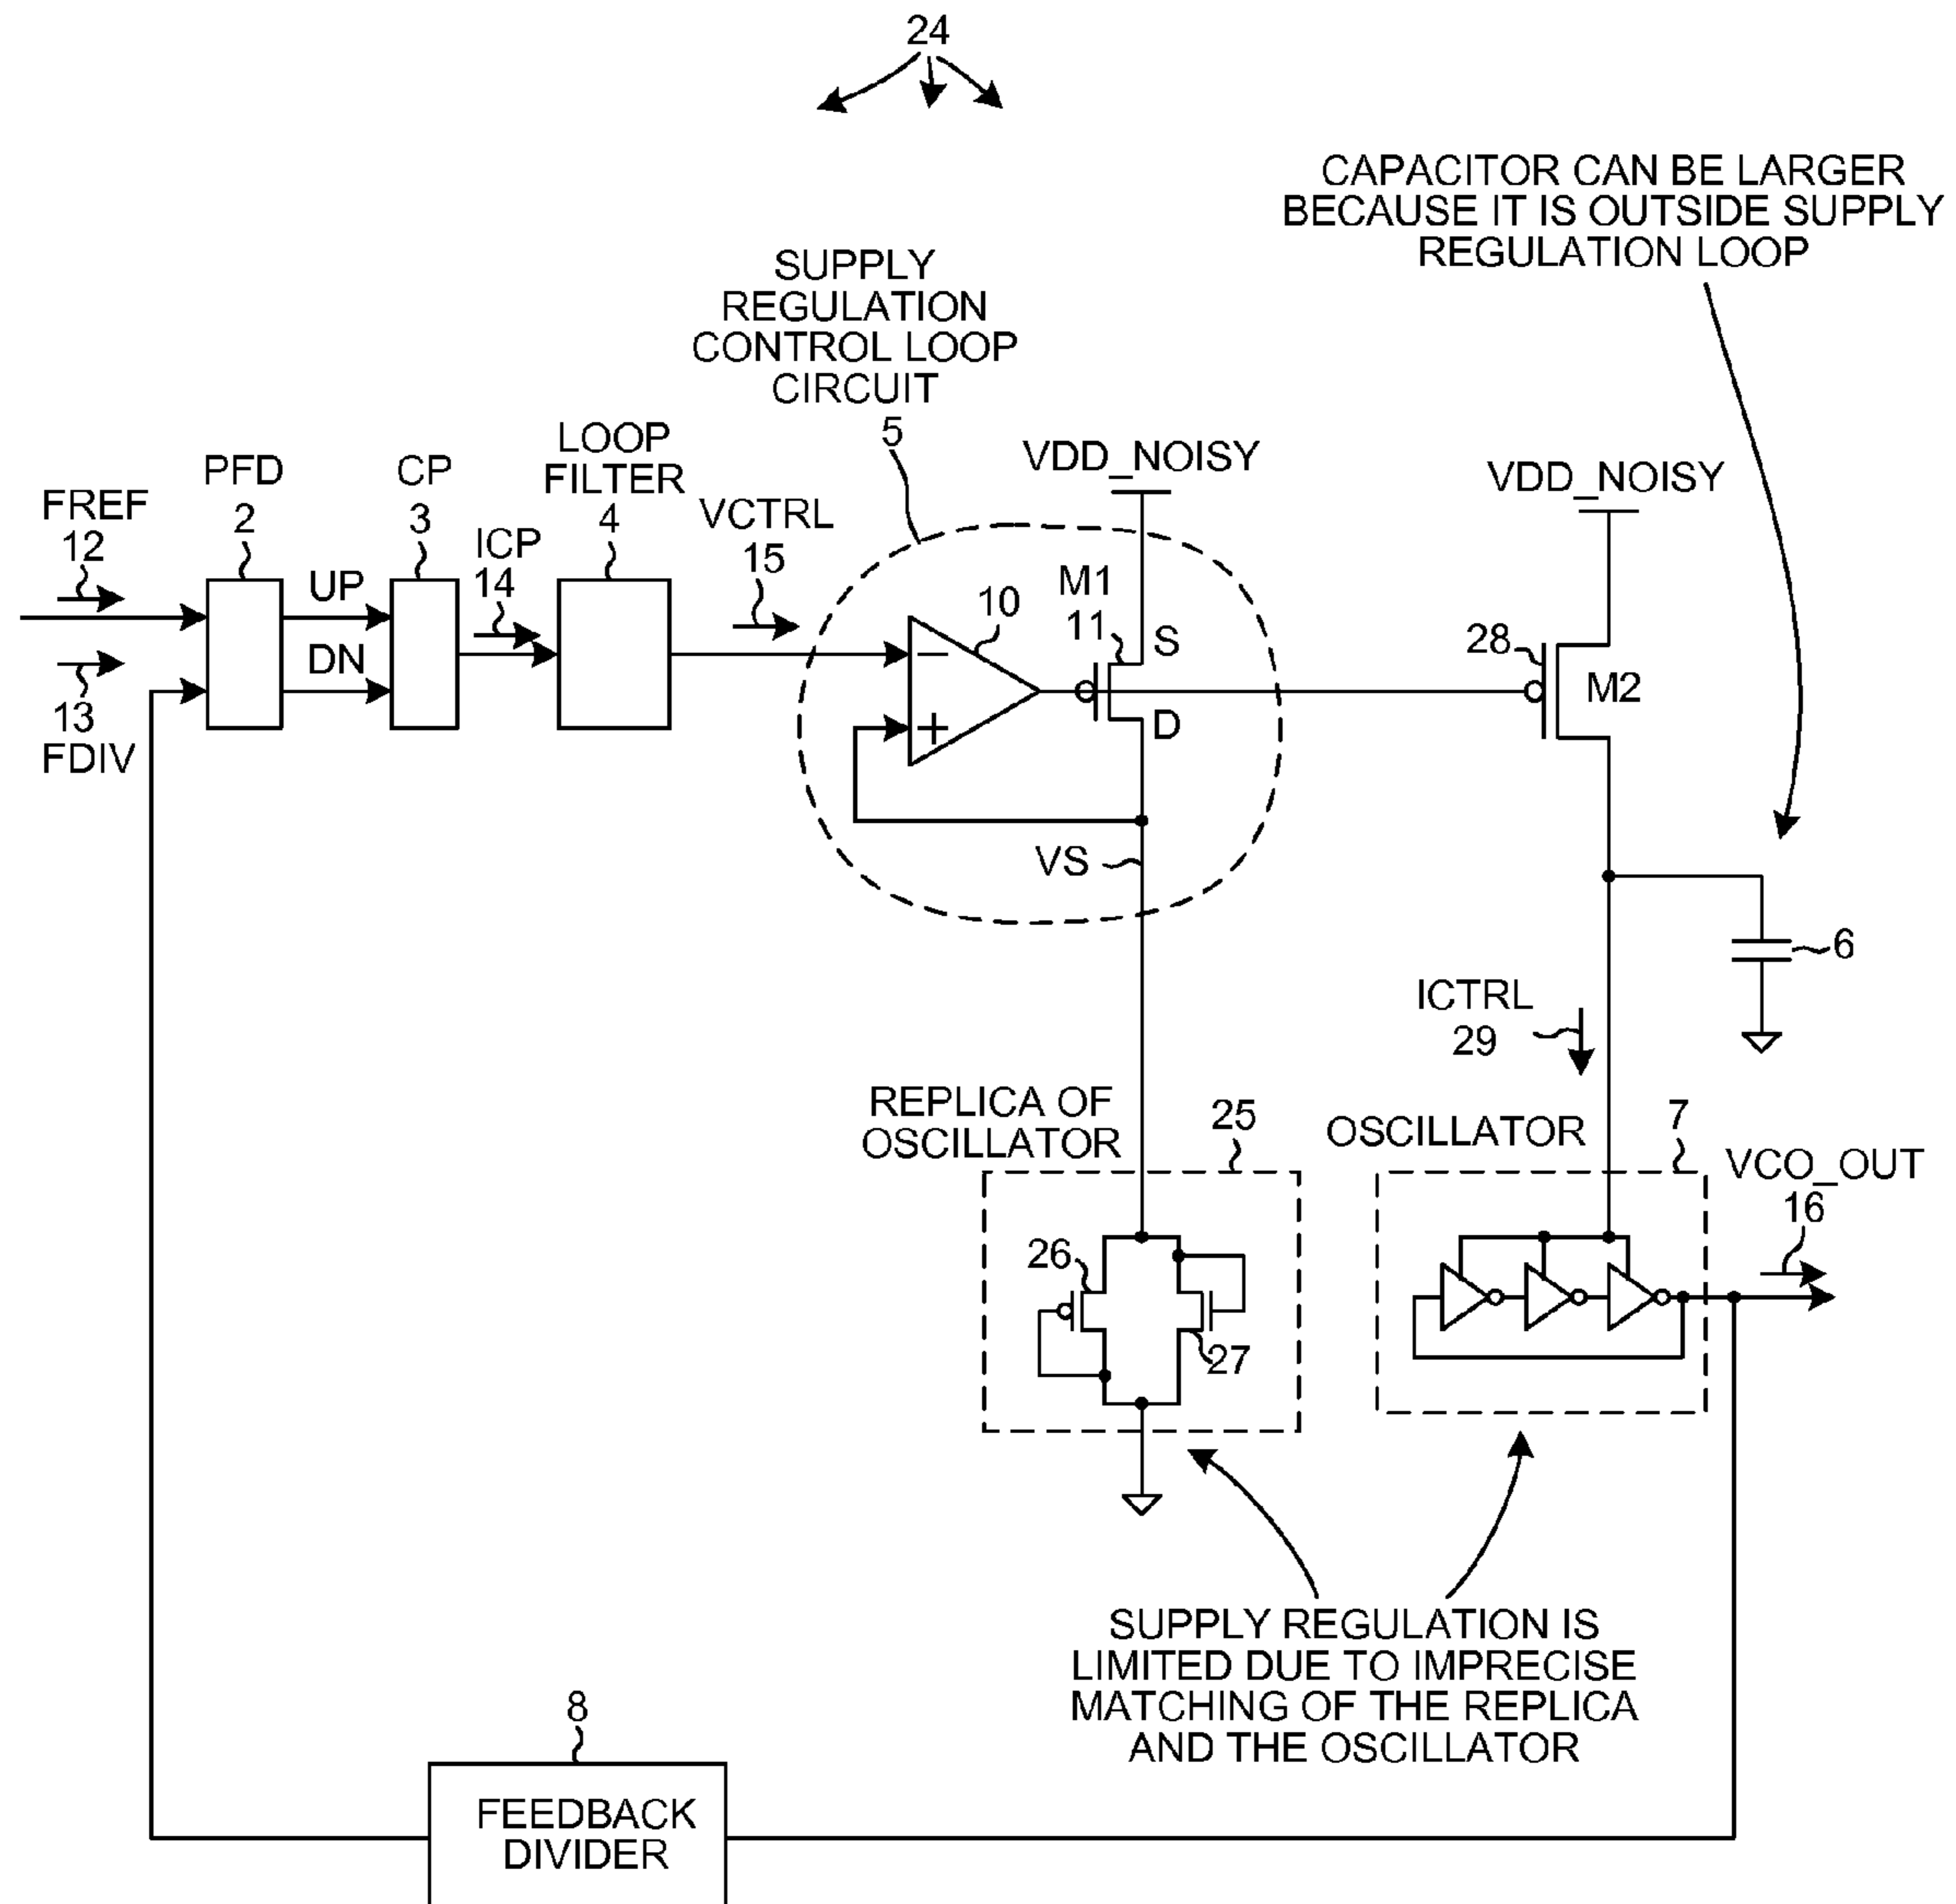 24
CAPACITOR CAN BE LARGER
BECAUSE IT IS OUTSIDE SUPPLY
REGULATION LOOP
SUPPLY
REGULATION
CONTROL LOOP
CIRCUIT
5
VDD_NOISY
VDD_NOISY
LOOP
FILTER
4
PFD
2
CP
3
FREF
12
UP
DN
ICP
14
VCTRL
15
13
FDIV
10
M1
11
S
D
−
+
VS
28
M2
6
ICTRL
29
REPLICA OF
OSCILLATOR
25
OSCILLATOR
7
VCO_OUT
16
26
27
SUPPLY REGULATION IS
LIMITED DUE TO IMPRECISE
MATCHING OF THE REPLICA
AND THE OSCILLATOR
8
FEEDBACK
DIVIDER